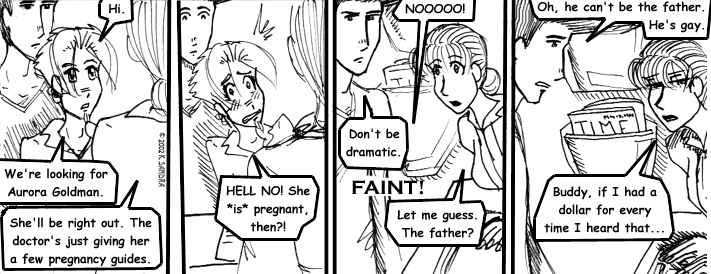 Hi.
We're looking for
Aurora Goldman.
She'll be right out. The
doctor's just giving her
a few pregnancy guides.
© 2002 K. SANDRA
HELL NO! She
*is* pregnant,
then?!
NOOOOO!
Don't be
dramatic.
FAINT!
Let me guess.
The father?
Oh, he can't be the father.
He's gay.
TIME
Buddy, if I had a
dollar for every
time I heard that...